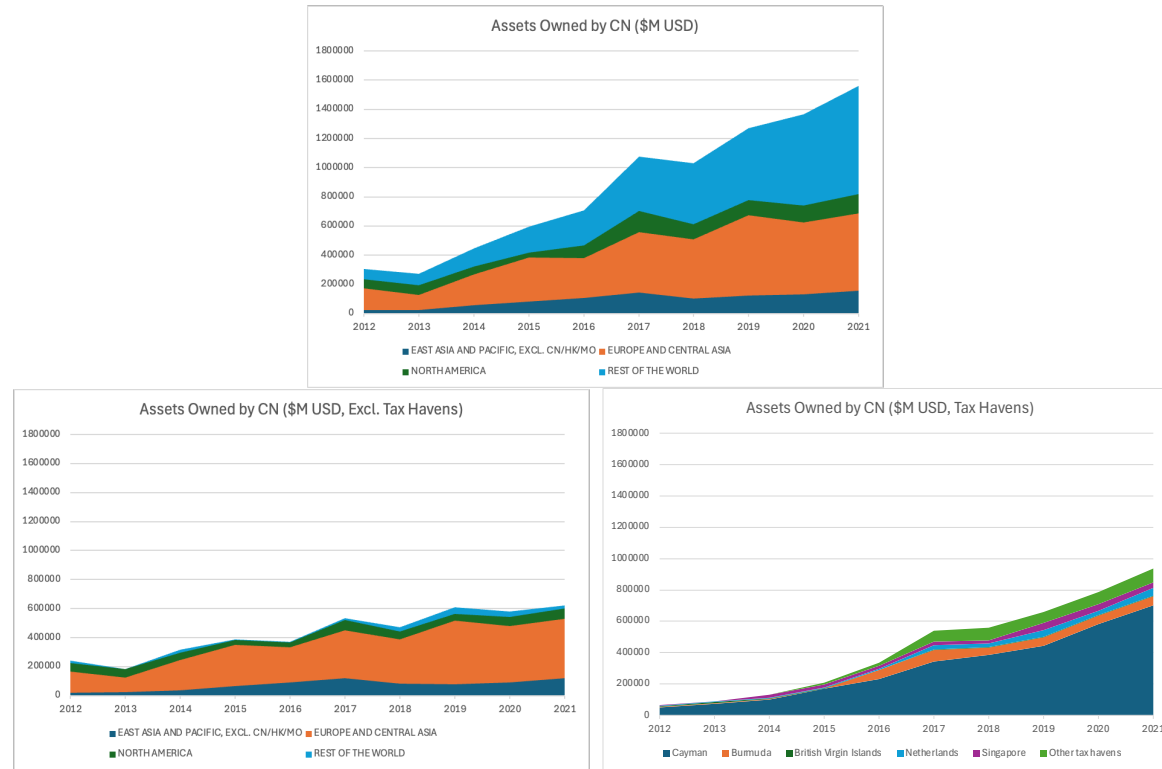 Assets Owned by CN ($M USD)
1800000
1600000
1400000
1200000
1000000
800000
600000
400000
200000
0
2012 2013 2014 2015 2016 2017 2018 2019 2020 2021
EAST ASIA AND PACIFIC, EXCL. CN/HK/MO EUROPE AND CENTRAL ASIA
NORTH AMERICA REST OF THE WORLD
Assets Owned by CN ($M USD, Excl. Tax Havens)
1800000
1600000
1400000
1200000
1000000
800000
600000
400000
200000
0
2012 2013 2014 2015 2016 2017 2018 2019 2020 2021
EAST ASIA AND PACIFIC, EXCL. CN/HK/MO EUROPE AND CENTRAL ASIA
NORTH AMERICA REST OF THE WORLD
Assets Owned by CN ($M USD, Tax Havens)
1800000
1600000
1400000
1200000
1000000
800000
600000
400000
200000
0
2012 2013 2014 2015 2016 2017 2018 2019 2020 2021
Cayman Bumuda British Virgin Islands Netherlands Singapore Other tax havens